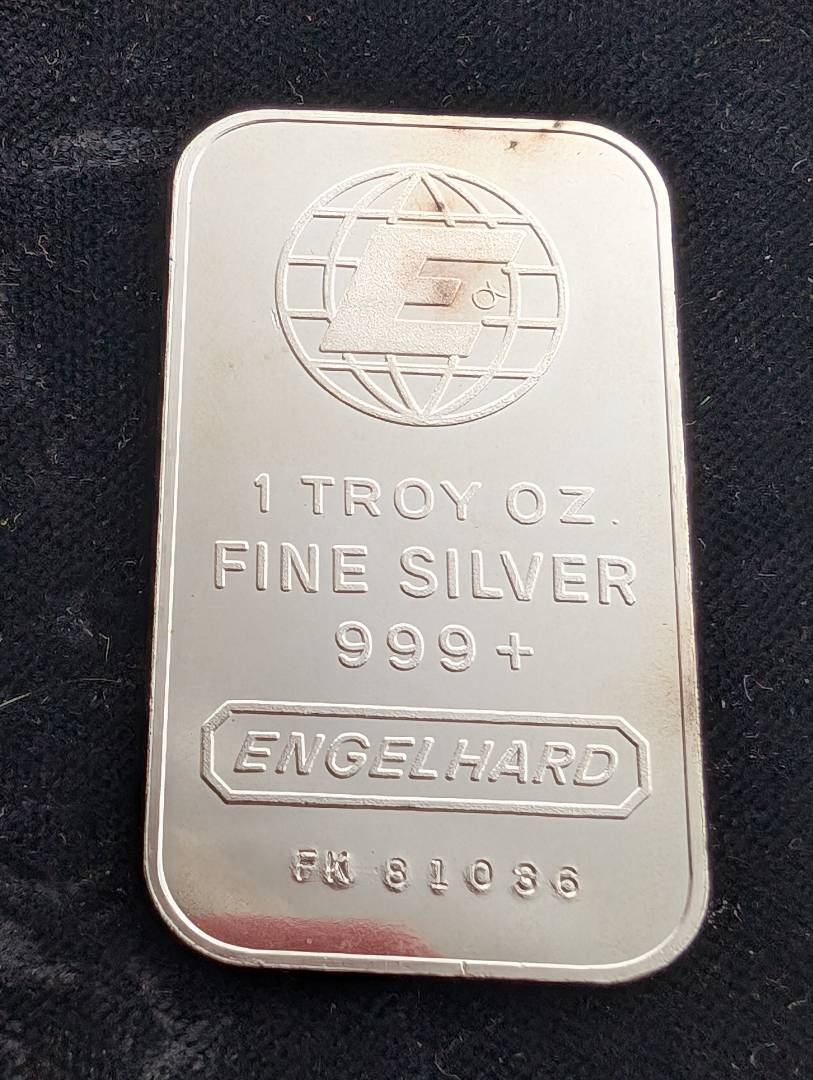 E
1 TROY OZ.
FINE SILVER
999+
ENGELHARD
FK 81036